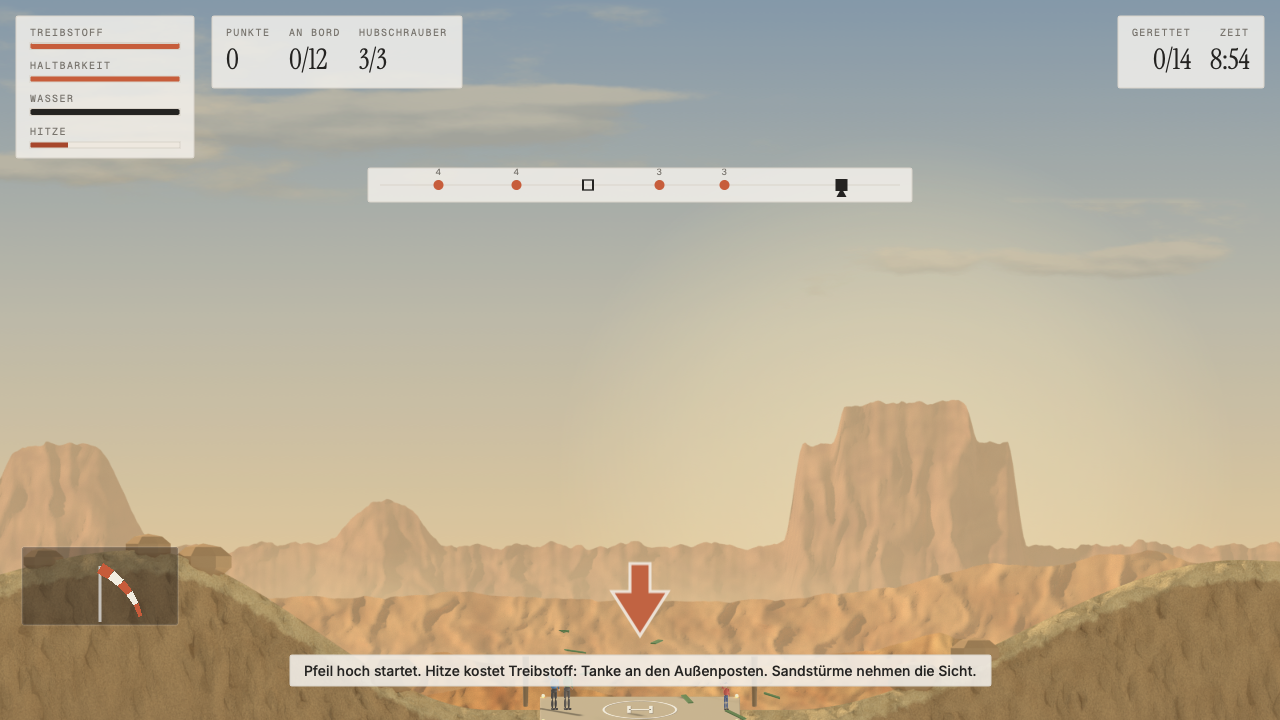 TREIBSTOFF
HALTBARKEIT
WASSER
HITZE
PUNKTE AN BORD HUBSCHRAUBER
0 0/12 3/3
GERETTET ZEIT
0/14 8:54
4 4 3 3
Pfeil hoch startet. Hitze kostet Treibstoff: Tanke an den Außenposten. Sandstürme nehmen die Sicht.